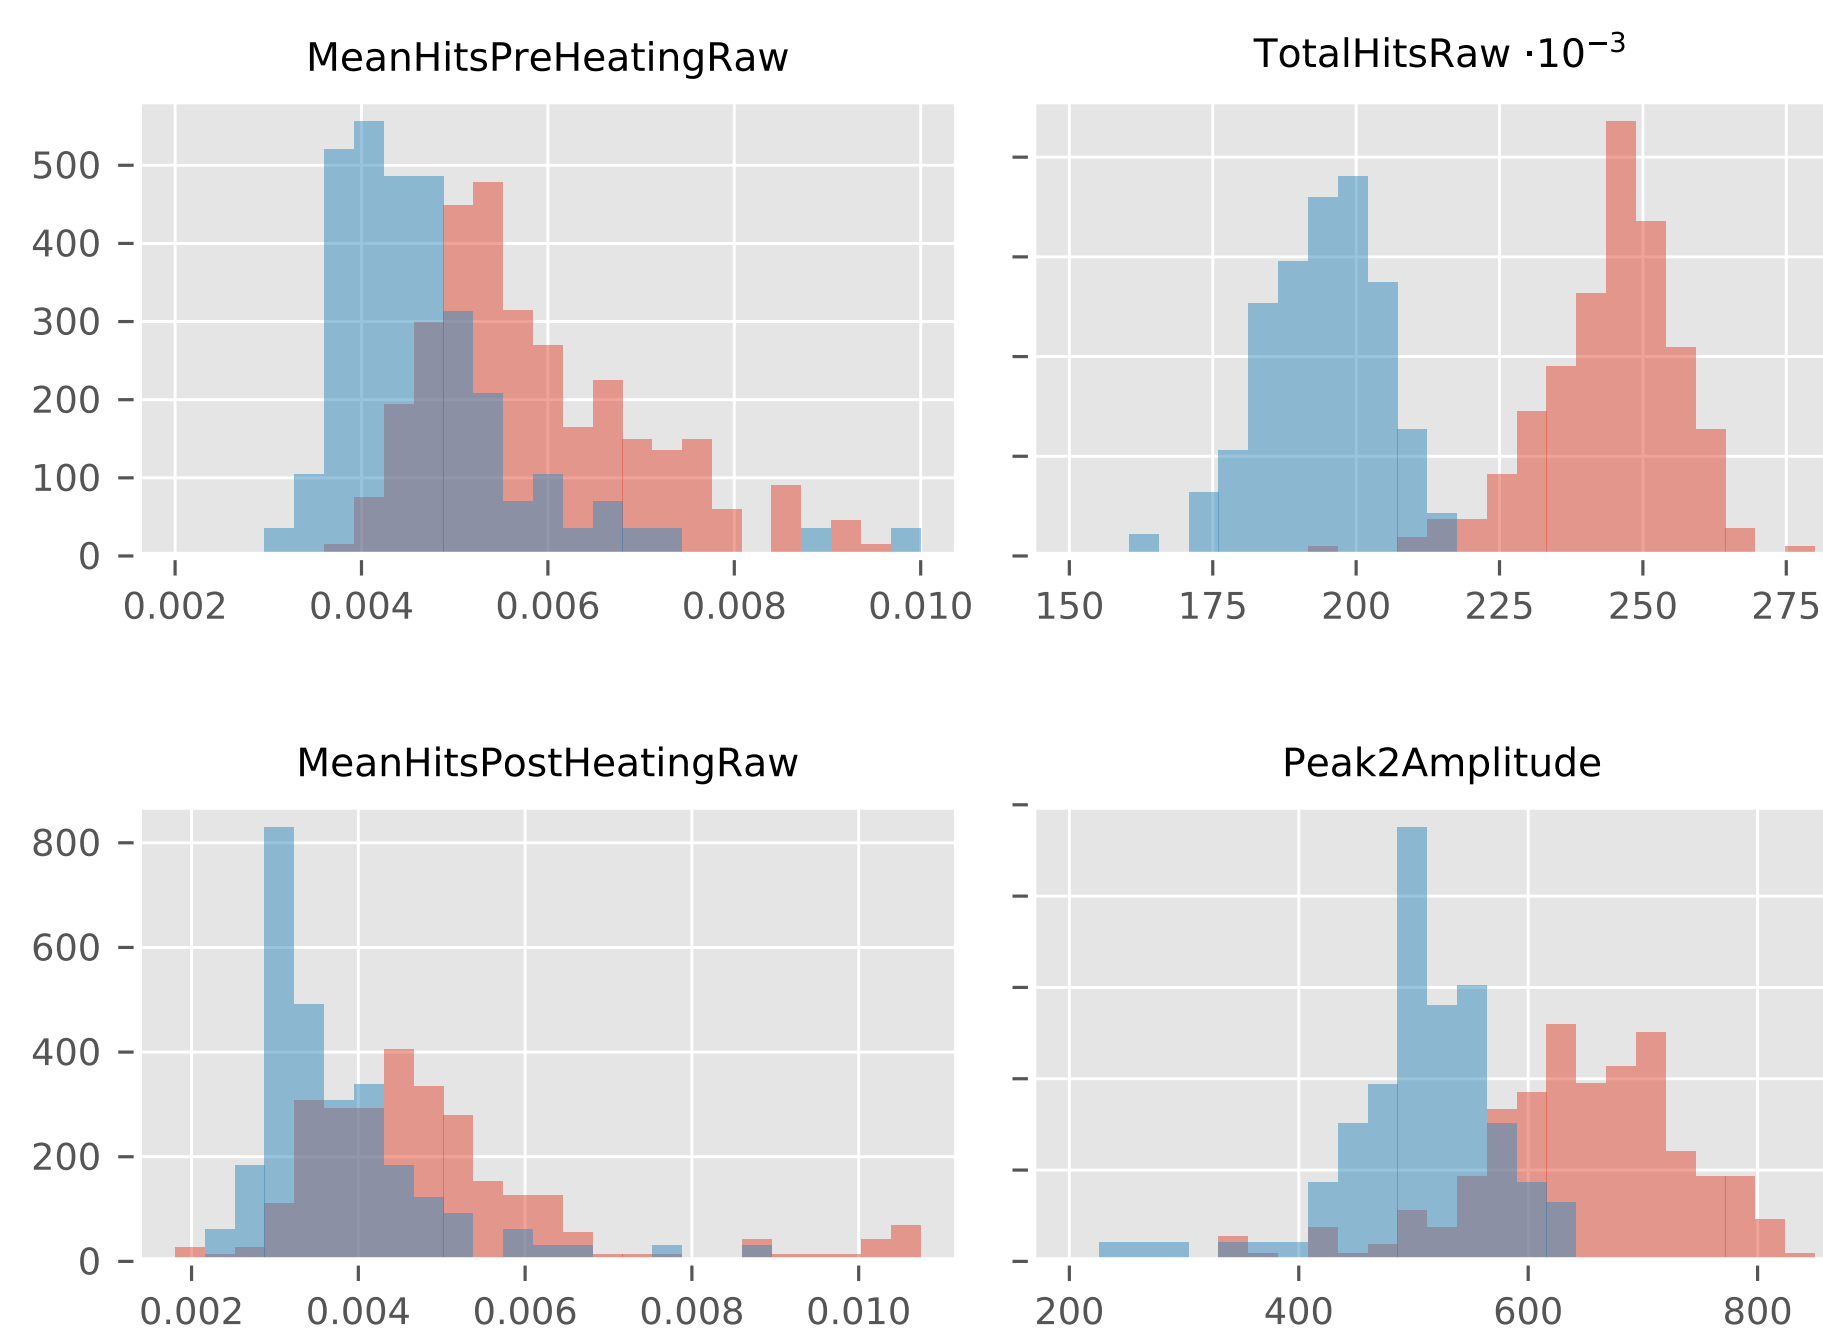 MeanHitsPreHeatingRaw
500
400
300
200
100
0
0.002 0.004 0.006 0.008 0.010
TotalHitsRaw ·10⁻³
150 175 200 225 250 275
MeanHitsPostHeatingRaw
800
600
400
200
0
0.002 0.004 0.006 0.008 0.010
Peak2Amplitude
200 400 600 800